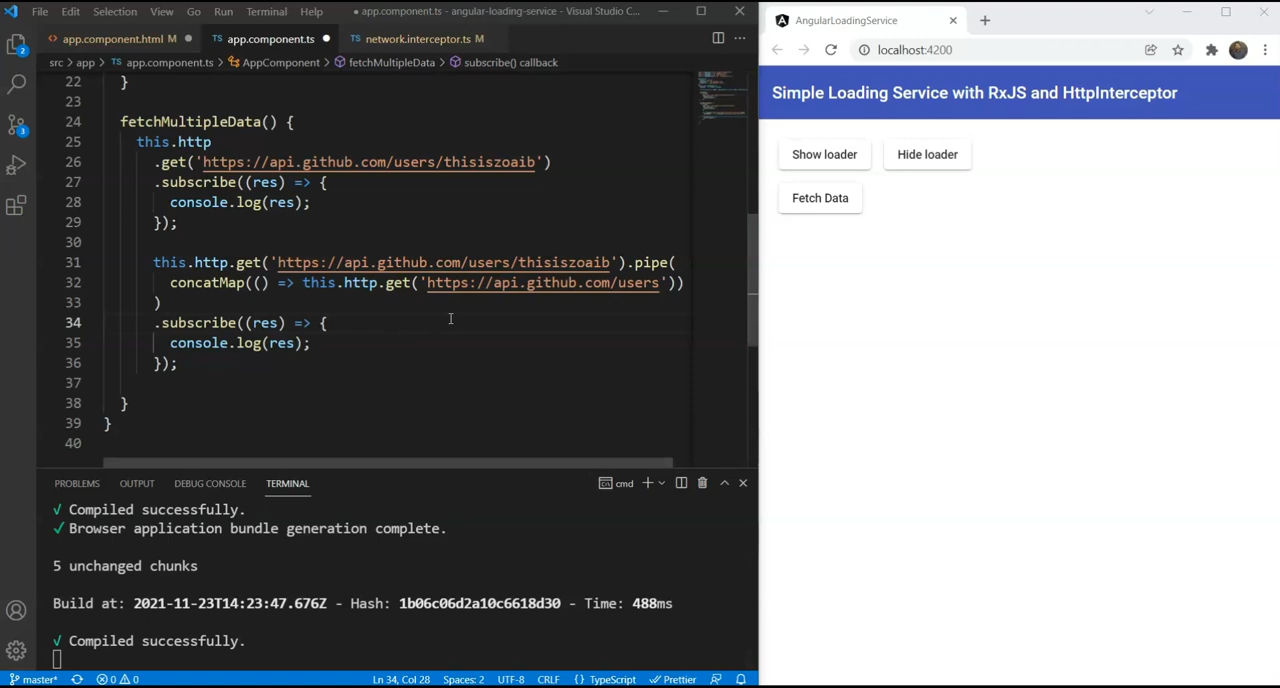 File Edit Selection View Go Run Terminal Help
• app.component.ts - angular-loading-service - Visual Studio C...
AngularLoadingService
app.component.html
app.component.ts
network.interceptor.ts M
localhost:4200
src > app > TS app.component.ts > AppComponent > fetchMultipleData > subscribe() callback
Simple Loading Service with RxJS and HttpInterceptor
Show loader
Hide loader
Fetch Data
22 }
23
24 fetchMultipleData() {
25 this.http
26 .get('https://api.github.com/users/thisiszoaib')
27 .subscribe((res) => {
28 console.log(res);
29 });
30
31 this.http.get('https://api.github.com/users/thisiszoaib').pipe(
32 concatMap(() => this.http.get('https://api.github.com/users'))
33 )
34 .subscribe((res) => {
35 console.log(res);
36 });
37
38 }
39 }
40
PROBLEMS OUTPUT DEBUG CONSOLE TERMINAL
cmd
√ Compiled successfully.
✓ Browser application bundle generation complete.
5 unchanged chunks
Build at: 2021-11-23T14:23:47.676Z - Hash: 1b06c06d2a10c6618d30 - Time: 488ms
√ Compiled successfully.
master* 0 0 Ln 34, Col 28 Spaces: 2 UTF-8 CRLF {} TypeScript Prettier